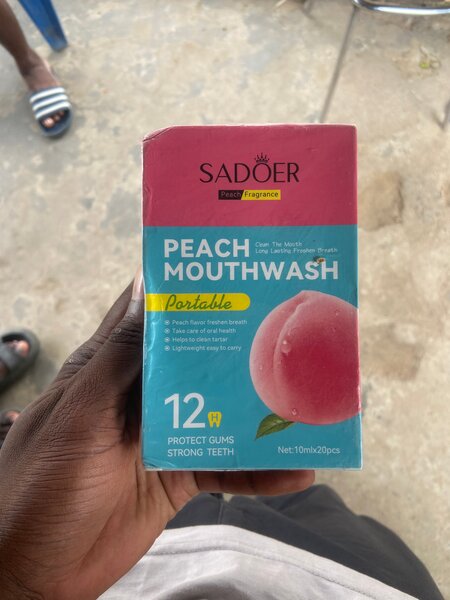 SADOER
Peach Fragrance
PEACH
Clean The Mouth
Long Lasting Freshen Breath
MOUTHWASH
Portable
Peach flavor freshen breath
Take care of oral health
Helps to clean tartar
Lightweight easy to carry
12H
PROTECT GUMS
STRONG TEETH
Net:10mlx20pcs